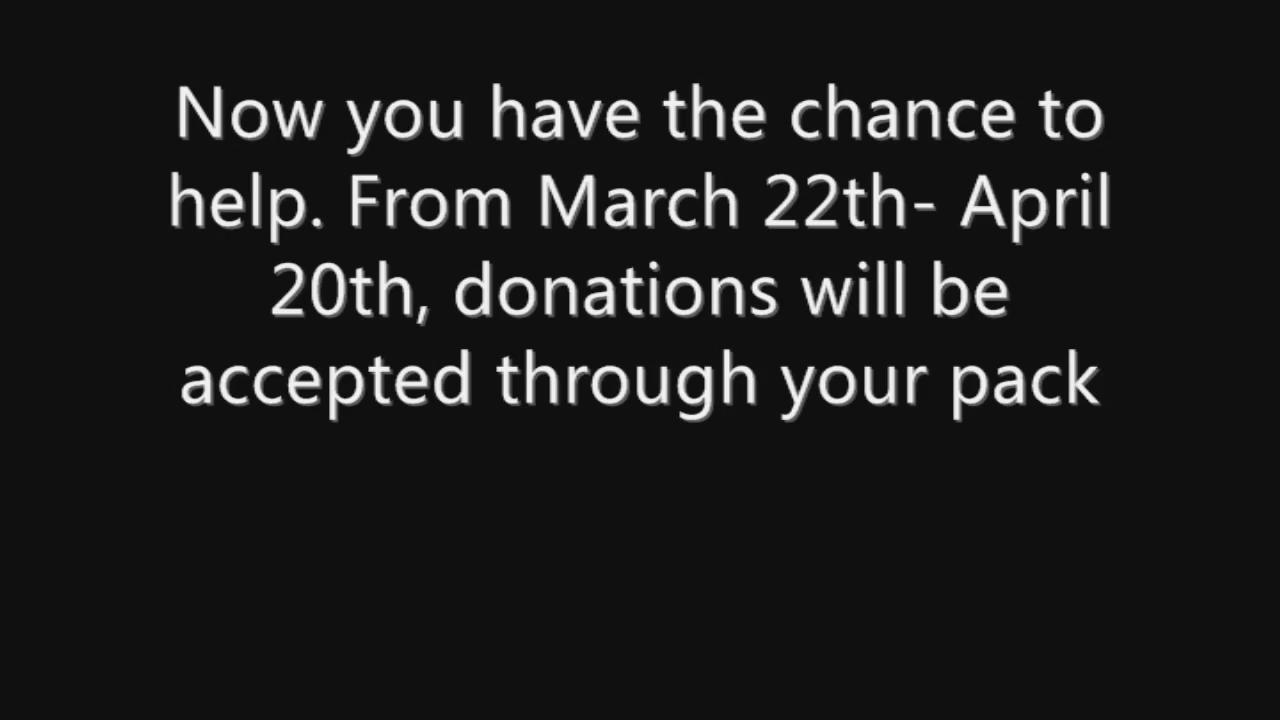 Now you have the chance to
help. From March 22th- April
20th, donations will be
accepted through your pack